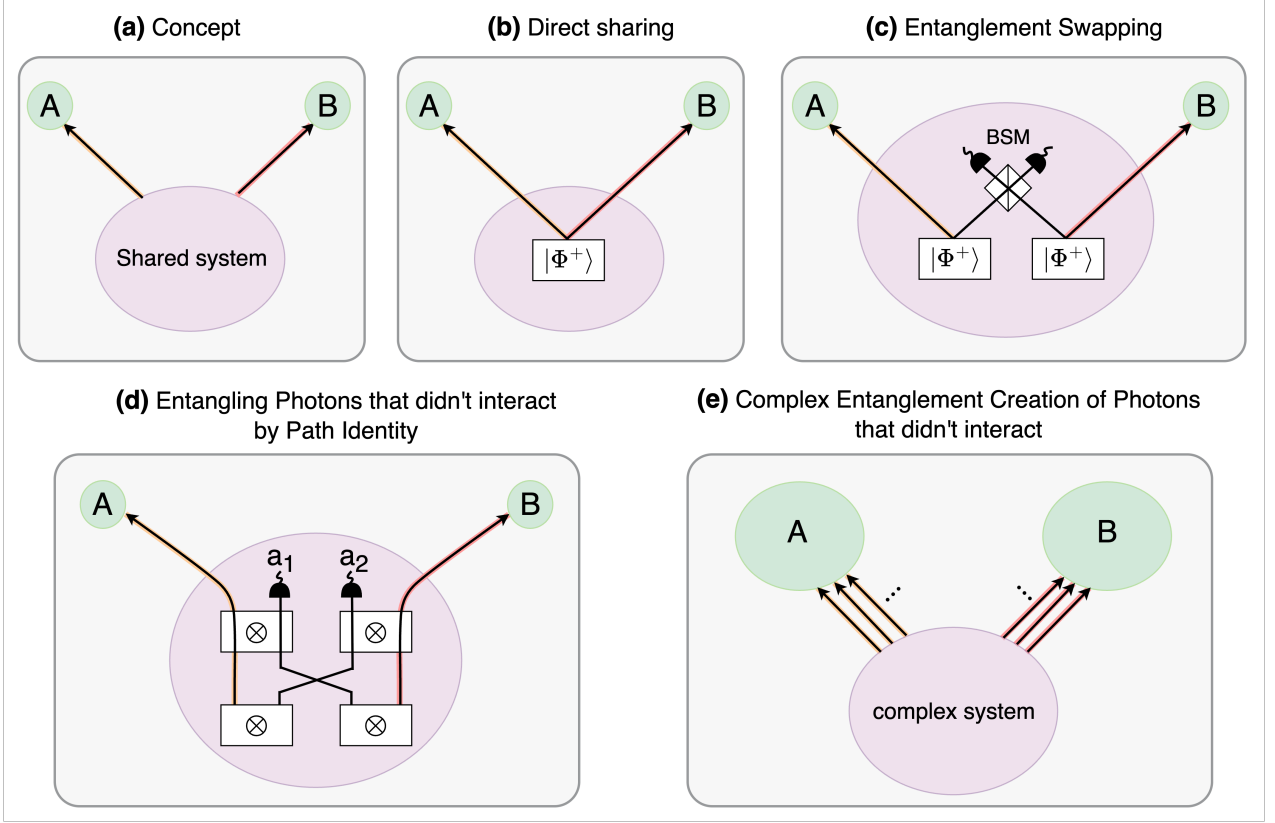 (a) Concept
(b) Direct sharing
(c) Entanglement Swapping
A
B
Shared system
A
B
|Φ⁺⟩
A
B
BSM
|Φ⁺⟩
|Φ⁺⟩
(d) Entangling Photons that didn't interact
by Path Identity
(e) Complex Entanglement Creation of Photons
that didn't interact
A
B
a₁
a₂
⊗
⊗
⊗
⊗
A
B
...
...
complex system